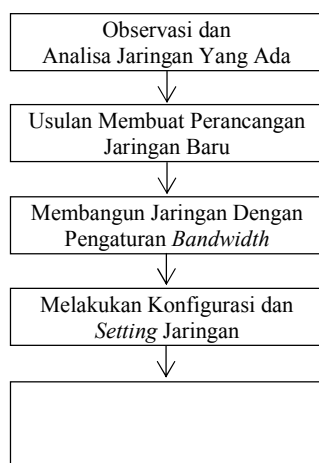 Observasi dan
Analisa Jaringan Yang Ada
Usulan Membuat Perancangan
Jaringan Baru
Membangun Jaringan Dengan
Pengaturan Bandwidth
Melakukan Konfigurasi dan
Setting Jaringan